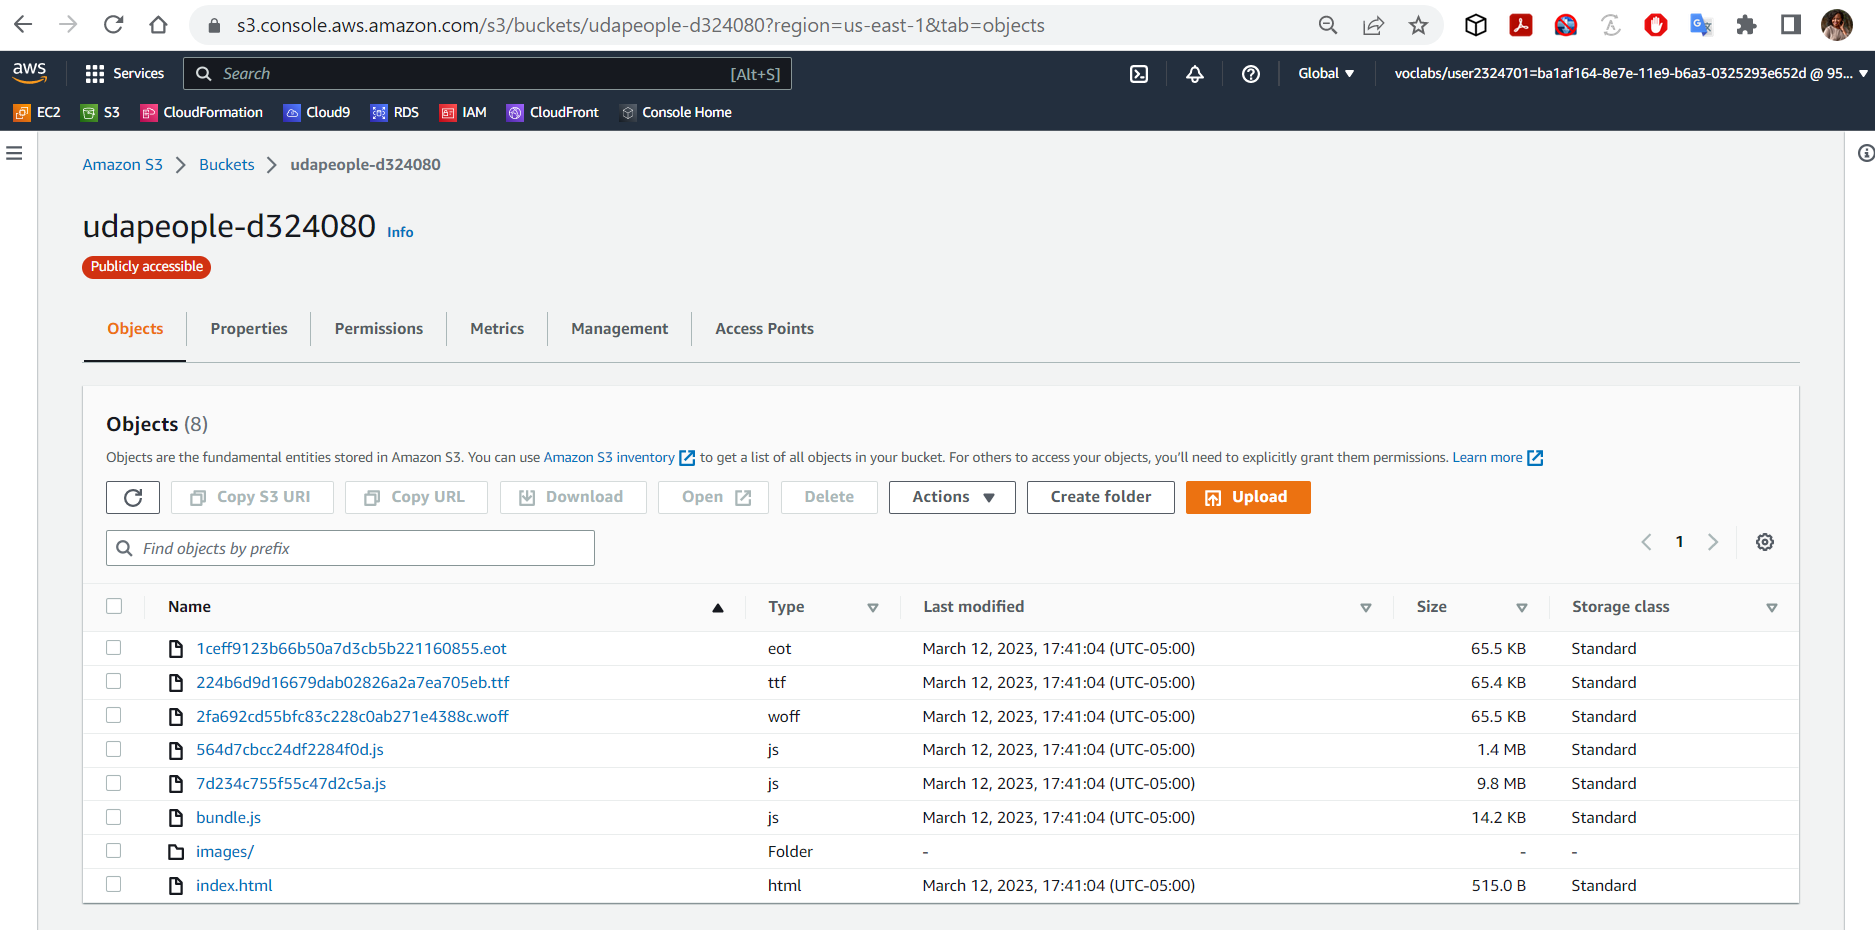 s3.console.aws.amazon.com/s3/buckets/udapeople-d324080?region=us-east-1&tab=objects
aws Services Search [Alt+S] Global voclabs/user2324701=ba1af164-8e7e-11e9-b6a3-0325293e652d @ 95...
EC2 S3 CloudFormation Cloud9 RDS IAM CloudFront Console Home
Amazon S3 Buckets udapeople-d324080
udapeople-d324080 Info
Publicly accessible
Objects Properties Permissions Metrics Management Access Points
Objects (8)
Objects are the fundamental entities stored in Amazon S3. You can use Amazon S3 inventory to get a list of all objects in your bucket. For others to access your objects, you'll need to explicitly grant them permissions. Learn more
Copy S3 URI Copy URL Download Open Delete Actions Create folder Upload
Find objects by prefix 1
Name Type Last modified Size Storage class
1ceff9123b66b50a7d3cb5b221160855.eot eot March 12, 2023, 17:41:04 (UTC-05:00) 65.5 KB Standard
224b6d9d16679dab02826a2a7ea705eb.ttf ttf March 12, 2023, 17:41:04 (UTC-05:00) 65.4 KB Standard
2fa692cd55bfc83c228c0ab271e4388c.woff woff March 12, 2023, 17:41:04 (UTC-05:00) 65.5 KB Standard
564d7cbcc24df2284f0d.js js March 12, 2023, 17:41:04 (UTC-05:00) 1.4 MB Standard
7d234c755f55c47d2c5a.js js March 12, 2023, 17:41:04 (UTC-05:00) 9.8 MB Standard
bundle.js js March 12, 2023, 17:41:04 (UTC-05:00) 14.2 KB Standard
images/ Folder - - -
index.html html March 12, 2023, 17:41:04 (UTC-05:00) 515.0 B Standard